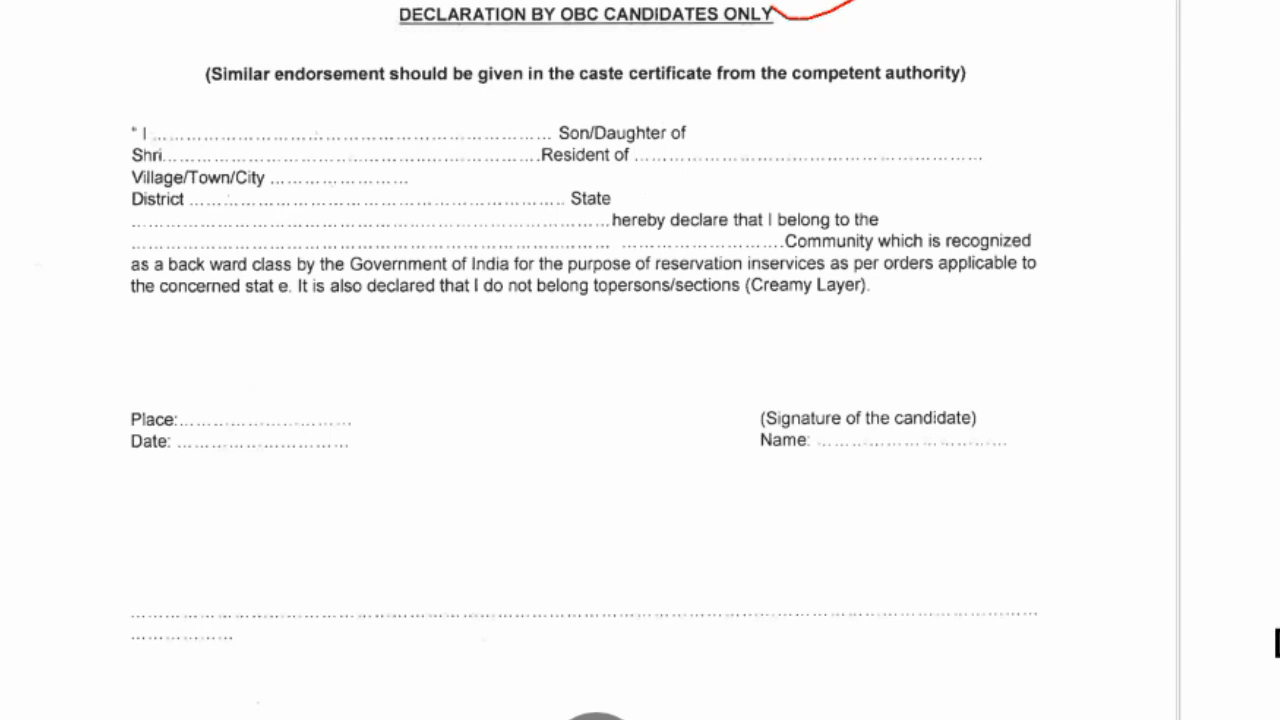 DECLARATION BY OBC CANDIDATES ONLY
(Similar endorsement should be given in the caste certificate from the competent authority)
* I ........................................................................ Son/Daughter of
Shri.....................................................................Resident of ...............................................................
Village/Town/City .........................
District .................................................................... State
.......................................................................................hereby declare that I belong to the
....................................................................................... .............................Community which is recognized
as a back ward class by the Government of India for the purpose of reservation inservices as per orders applicable to
the concerned stat e. It is also declared that I do not belong topersons/sections (Creamy Layer).
Place:...............................
(Signature of the candidate)
Date: ...............................
Name: ..................................
....................................................................................................................................................................
..................